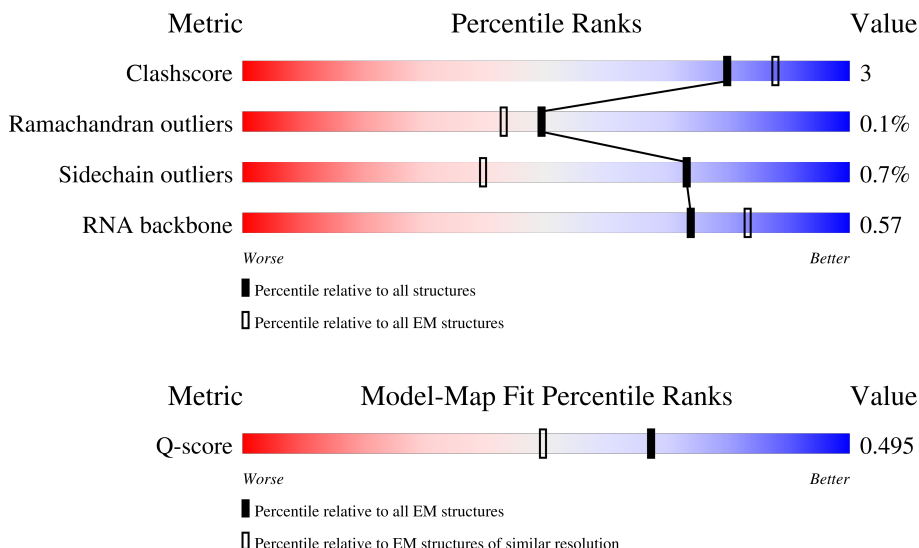 Metric Percentile Ranks Value
Clashscore 3
Ramachandran outliers 0.1%
Sidechain outliers 0.7%
RNA backbone 0.57
Worse Better
Percentile relative to all structures
Percentile relative to all EM structures
Metric Model-Map Fit Percentile Ranks Value
Q-score 0.495
Worse Better
Percentile relative to all EM structures
Percentile relative to EM structures of similar resolution